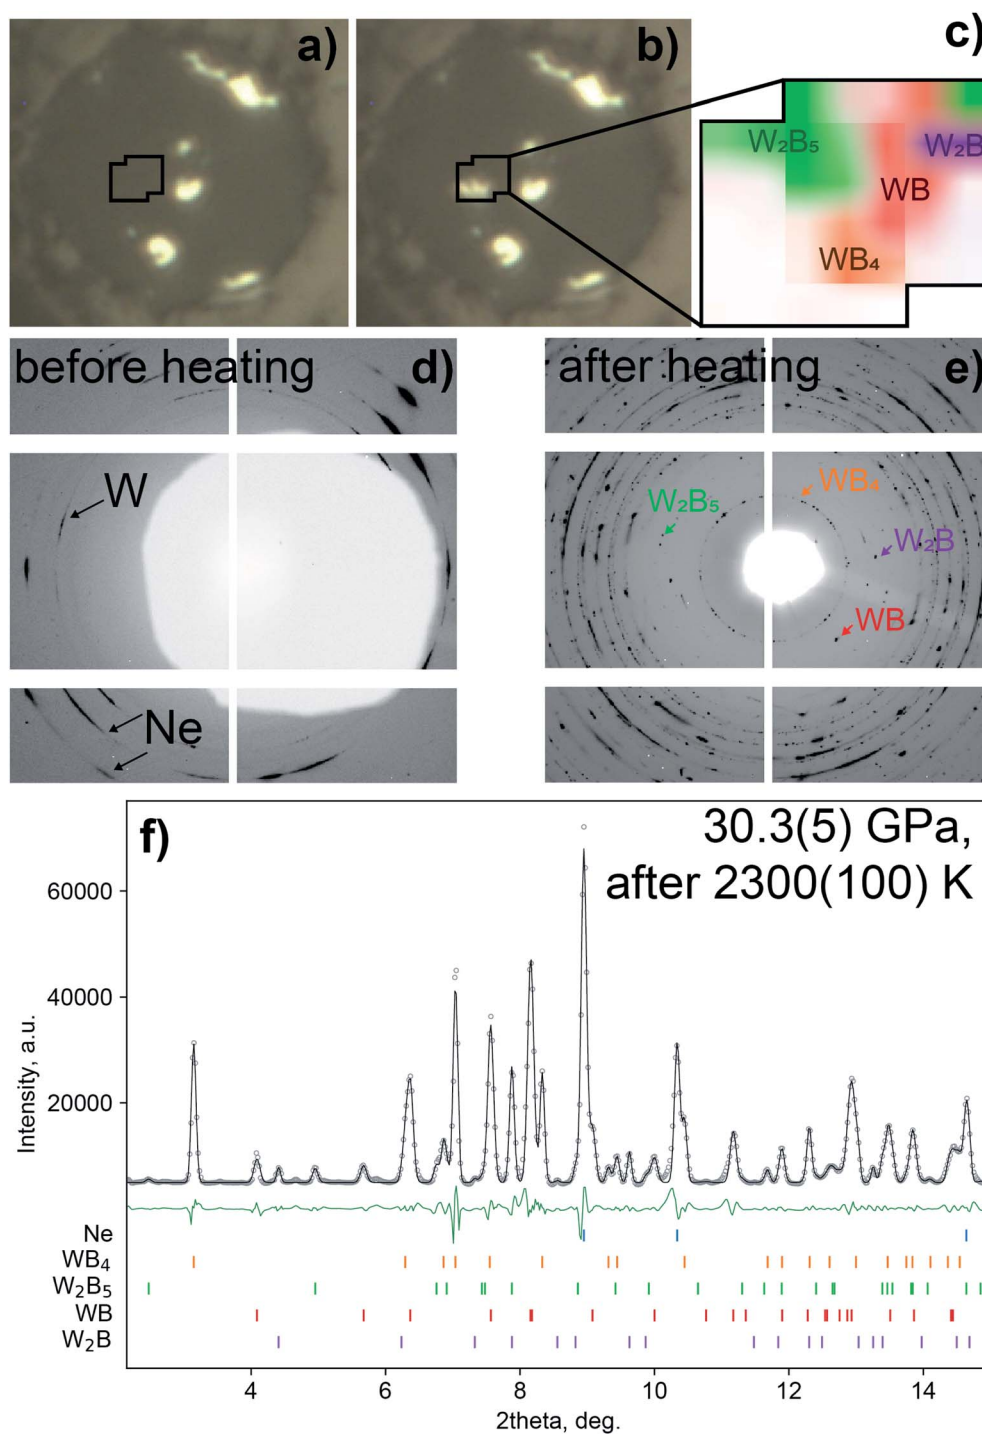 a)
b)
c)
W₂B₅
W₂B
WB
WB₄
before heating
d)
W
Ne
after heating
e)
WB₄
W₂B₅
W₂B
WB
f)
30.3(5) GPa,
after 2300(100) K
60000
40000
20000
Intensity, a.u.
Ne
WB₄
W₂B₅
WB
W₂B
4 6 8 10 12 14
2theta, deg.